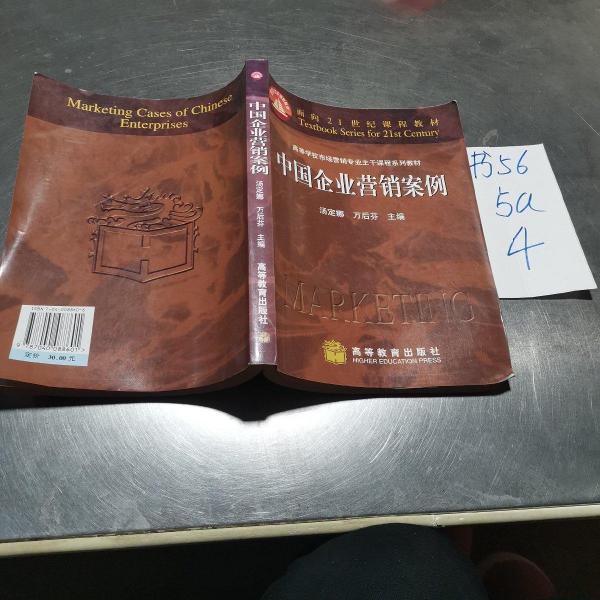 Marketing Cases of Chinese
Enterprises
定价 30.00 元
中国企业营销案例
汤定娜 万后芬 主编
高等教育出版社
面向21世纪课程教材
Textbook Series for 21st Century
高等学校市场营销专业主干课程系列教材
中国企业营销案例
汤定娜 万后芬 主编
MARKETING
高等教育出版社
HIGHER EDUCATION PRESS
书56
5a
4